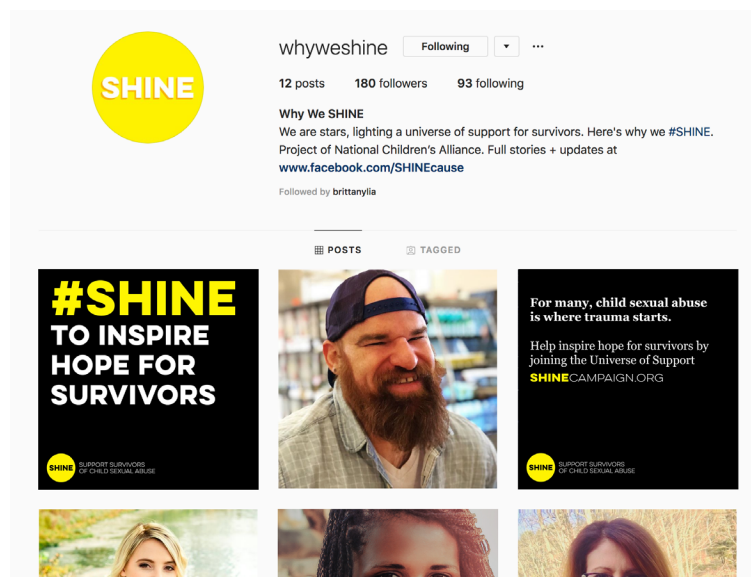 SHINE
whyweshine Following ▼ •••
12 posts 180 followers 93 following
Why We SHINE
We are stars, lighting a universe of support for survivors. Here's why we #SHINE.
Project of National Children's Alliance. Full stories + updates at
www.facebook.com/SHINEcause
Followed by brittanylia
POSTS TAGGED
#SHINE
TO INSPIRE
HOPE FOR
SURVIVORS
SHINE
SUPPORT SURVIVORS
OF CHILD SEXUAL ABUSE
For many, child sexual abuse
is where trauma starts.
Help inspire hope for survivors by
joining the Universe of Support
SHINECAMPAIGN.ORG
SHINE
SUPPORT SURVIVORS
OF CHILD SEXUAL ABUSE